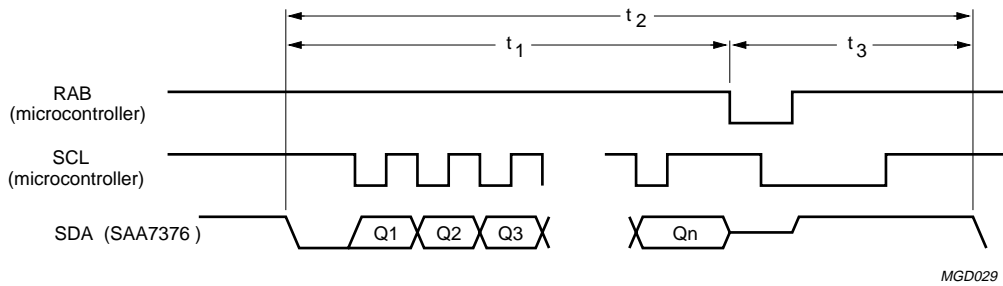 t2
t1
t3
RAB
(microcontroller)
SCL
(microcontroller)
SDA (SAA7376 )
Q1
Q2
Q3
Qn
MGD029